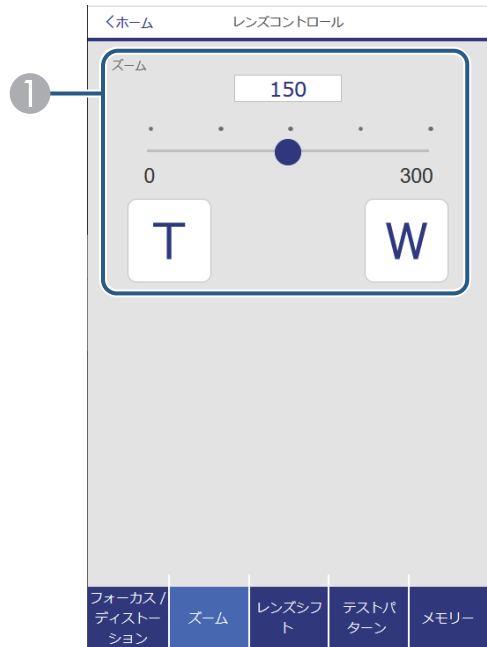 くホーム
レンズコントロール
ズーム
1
150
0
300
T
W
フォーカス /
ディストー
ション
ズーム
レンズシフ
ト
テストパ
ターン
メモリー